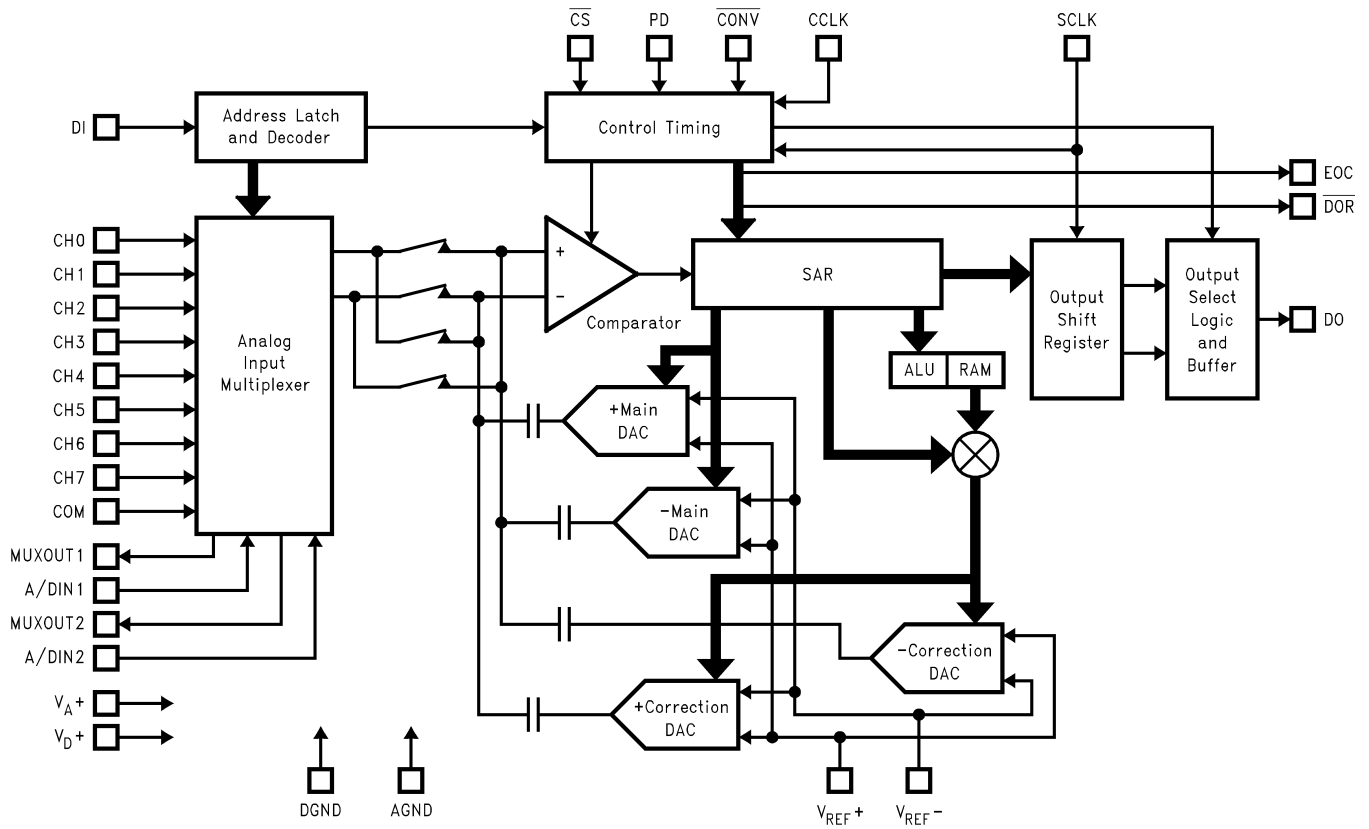 CS PD CONV CCLK SCLK
DI
Address Latch
and Decoder
Control Timing
EOC
DOR
CH0
CH1
CH2
CH3
CH4
CH5
CH6
CH7
COM
MUXOUT1
A/DIN1
MUXOUT2
A/DIN2
VA+
VD+
Analog
Input
Multiplexer
+
−
Comparator
SAR
ALU RAM
Output
Shift
Register
Output
Select
Logic
and
Buffer
DO
+Main
DAC
−Main
DAC
−Correction
DAC
+Correction
DAC
DGND AGND VREF+ VREF−